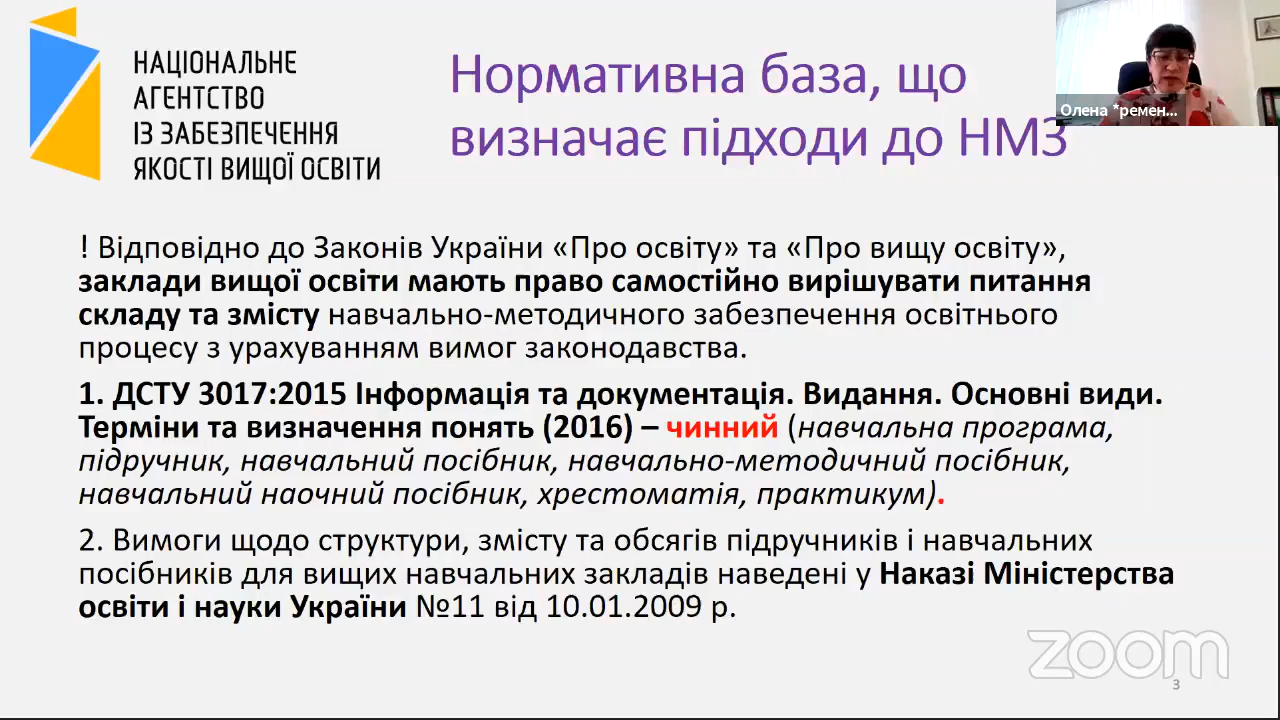 НАЦІОНАЛЬНЕ
АГЕНТСТВО
ІЗ ЗАБЕЗПЕЧЕННЯ
ЯКОСТІ ВИЩОЇ ОСВІТИ
Нормативна база, що
визначає підходи до НМЗ
Олена *ремен...
! Відповідно до Законів України «Про освіту» та «Про вищу освіту»,
заклади вищої освіти мають право самостійно вирішувати питання
складу та змісту навчально-методичного забезпечення освітнього
процесу з урахуванням вимог законодавства.
1. ДСТУ 3017:2015 Інформація та документація. Видання. Основні види.
Терміни та визначення понять (2016) – чинний (навчальна програма,
підручник, навчальний посібник, навчально-методичний посібник,
навчальний наочний посібник, хрестоматія, практикум).
2. Вимоги щодо структури, змісту та обсягів підручників і навчальних
посібників для вищих навчальних закладів наведені у Наказі Міністерства
освіти і науки України №11 від 10.01.2009 р.
zoom
3